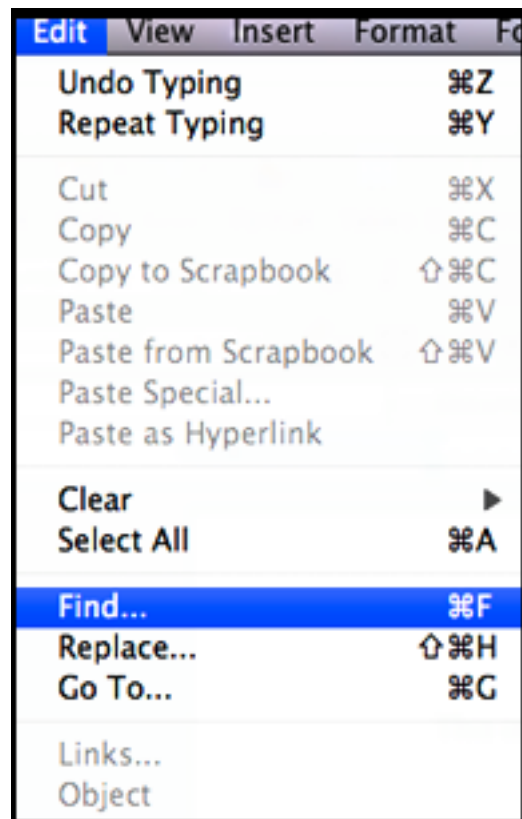 Edit View Insert Format Fo
Undo Typing ⌘Z
Repeat Typing ⌘Y
Cut ⌘X
Copy ⌘C
Copy to Scrapbook ⇧⌘C
Paste ⌘V
Paste from Scrapbook ⇧⌘V
Paste Special...
Paste as Hyperlink
Clear ▶
Select All ⌘A
Find... ⌘F
Replace... ⇧⌘H
Go To... ⌘G
Links...
Object